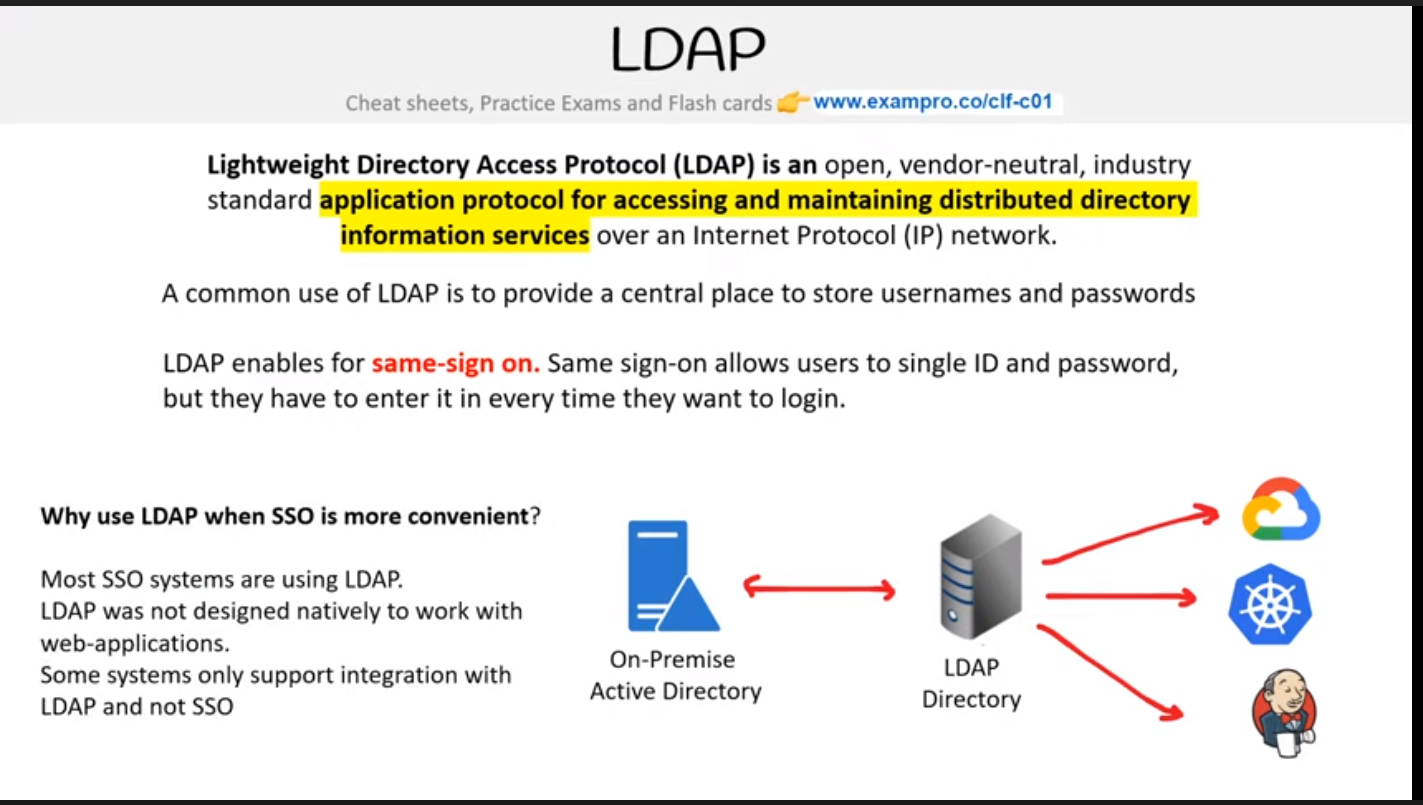 LDAP
Cheat sheets, Practice Exams and Flash cards 👉 www.exampro.co/clf-c01
Lightweight Directory Access Protocol (LDAP) is an open, vendor-neutral, industry
standard application protocol for accessing and maintaining distributed directory
information services over an Internet Protocol (IP) network.
A common use of LDAP is to provide a central place to store usernames and passwords
LDAP enables for same-sign on. Same sign-on allows users to single ID and password,
but they have to enter it in every time they want to login.
Why use LDAP when SSO is more convenient?
Most SSO systems are using LDAP.
LDAP was not designed natively to work with
web-applications.
Some systems only support integration with
LDAP and not SSO
On-Premise
Active Directory
LDAP
Directory